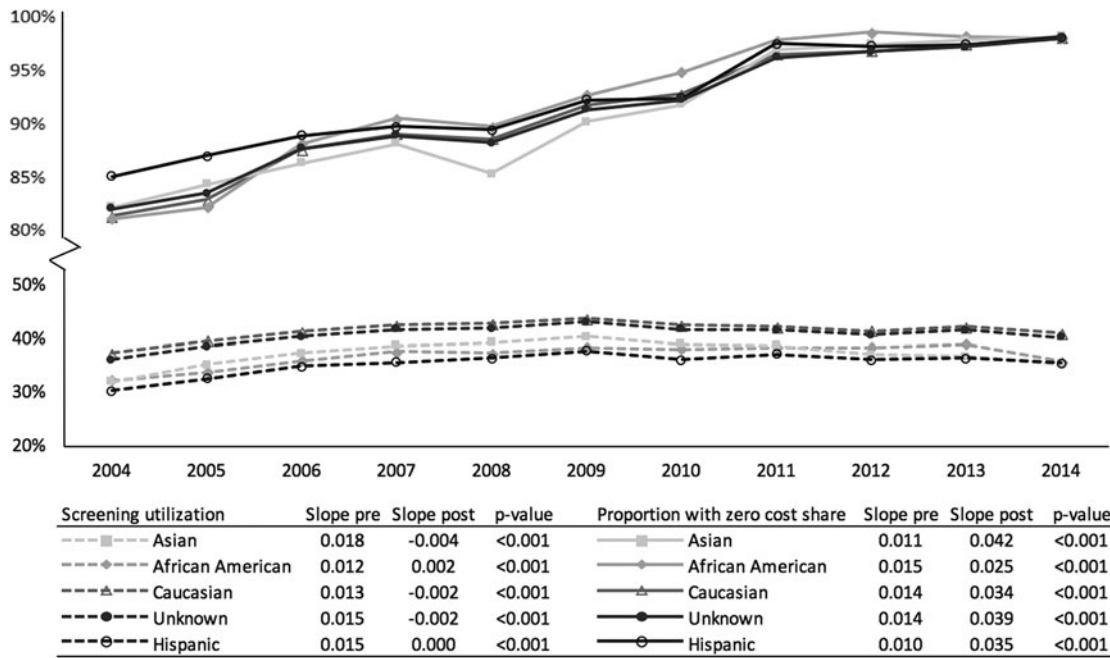 100%
95%
90%
85%
80%
50%
40%
30%
20%
2004 2005 2006 2007 2008 2009 2010 2011 2012 2013 2014
Screening utilization Slope pre Slope post p-value Proportion with zero cost share Slope pre Slope post p-value
Asian 0.018 -0.004 <0.001 Asian 0.011 0.042 <0.001
African American 0.012 0.002 <0.001 African American 0.015 0.025 <0.001
Caucasian 0.013 -0.002 <0.001 Caucasian 0.014 0.034 <0.001
Unknown 0.015 -0.002 <0.001 Unknown 0.014 0.039 <0.001
Hispanic 0.015 0.000 <0.001 Hispanic 0.010 0.035 <0.001